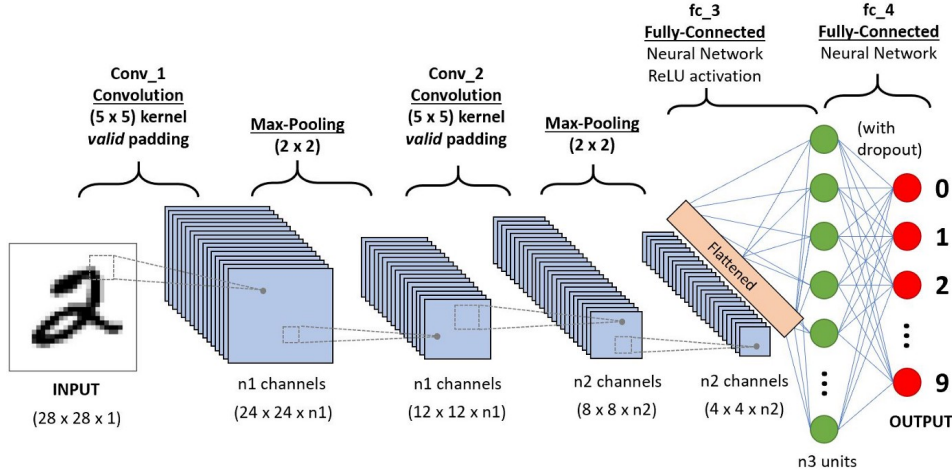 fc_3
Fully-Connected
Neural Network
ReLU activation
fc_4
Fully-Connected
Neural Network
Conv_1
Convolution
(5 x 5) kernel
valid padding
Max-Pooling
(2 x 2)
Conv_2
Convolution
(5 x 5) kernel
valid padding
Max-Pooling
(2 x 2)
(with
dropout)
Flattened
0
1
2
9
INPUT
(28 x 28 x 1)
n1 channels
(24 x 24 x n1)
n1 channels
(12 x 12 x n1)
n2 channels
(8 x 8 x n2)
n2 channels
(4 x 4 x n2)
OUTPUT
n3 units
2